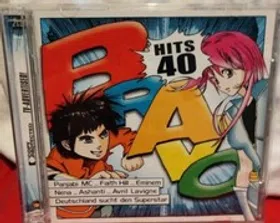 BRAVO
HITS
40
Panjabi MC . Faith Hill . Eminem
Nena . Ashanti . Avril Lavigne
Deutschland sucht den Superstar